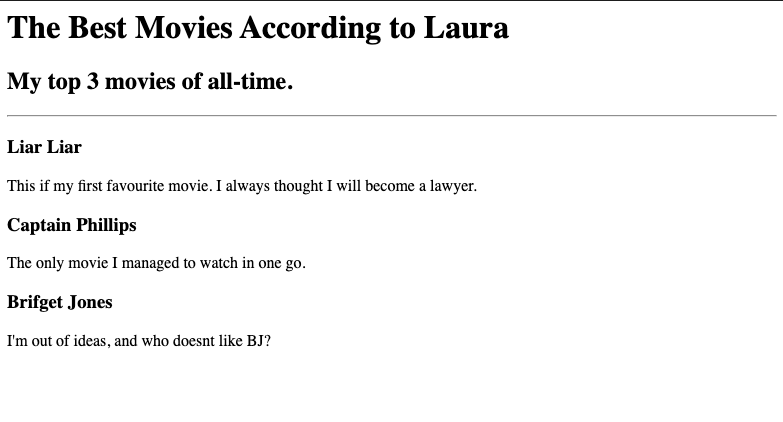 The Best Movies According to Laura
My top 3 movies of all-time.
Liar Liar
This if my first favourite movie. I always thought I will become a lawyer.
Captain Phillips
The only movie I managed to watch in one go.
Brifget Jones
I'm out of ideas, and who doesnt like BJ?